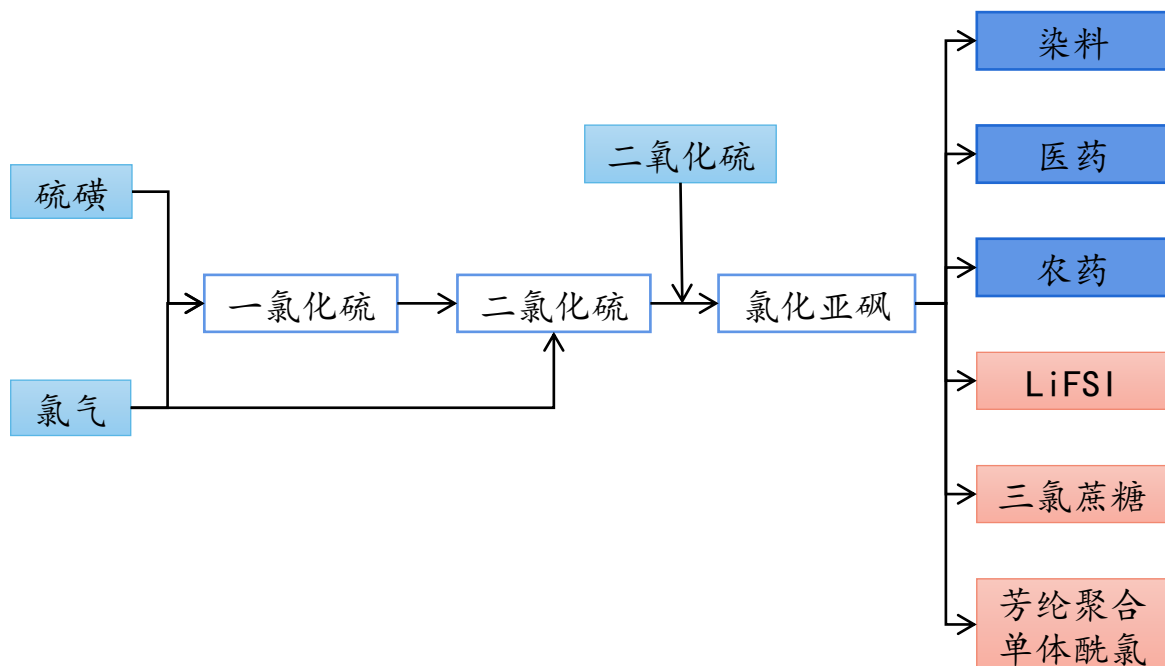 染料
医药
二氧化硫
硫磺
农药
一氯化硫
二氯化硫
氯化亚砜
LiFSI
氯气
三氯蔗糖
芳纶聚合
单体酰氯